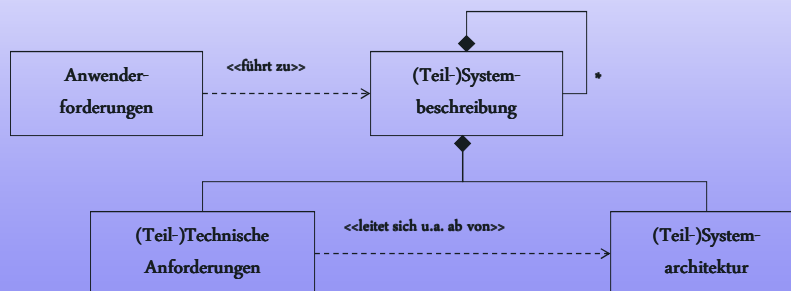 Anwender-
forderungen
<<führt zu>>
(Teil-)System-
beschreibung
*
(Teil-)Technische
Anforderungen
<<leitet sich u.a. ab von>>
(Teil-)System-
architektur